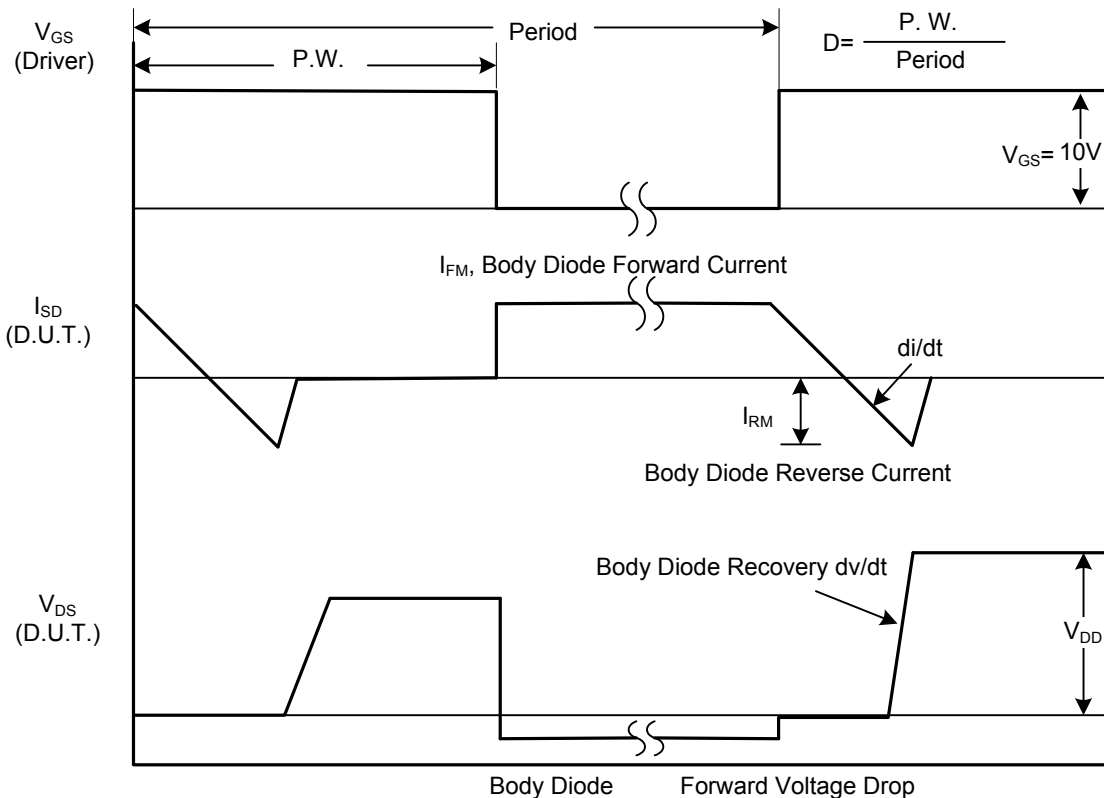 V_GS
(Driver)
Period
P.W.
D= P. W.
Period
V_GS= 10V
I_FM, Body Diode Forward Current
I_SD
(D.U.T.)
di/dt
I_RM
Body Diode Reverse Current
Body Diode Recovery dv/dt
V_DS
(D.U.T.)
V_DD
Body Diode Forward Voltage Drop